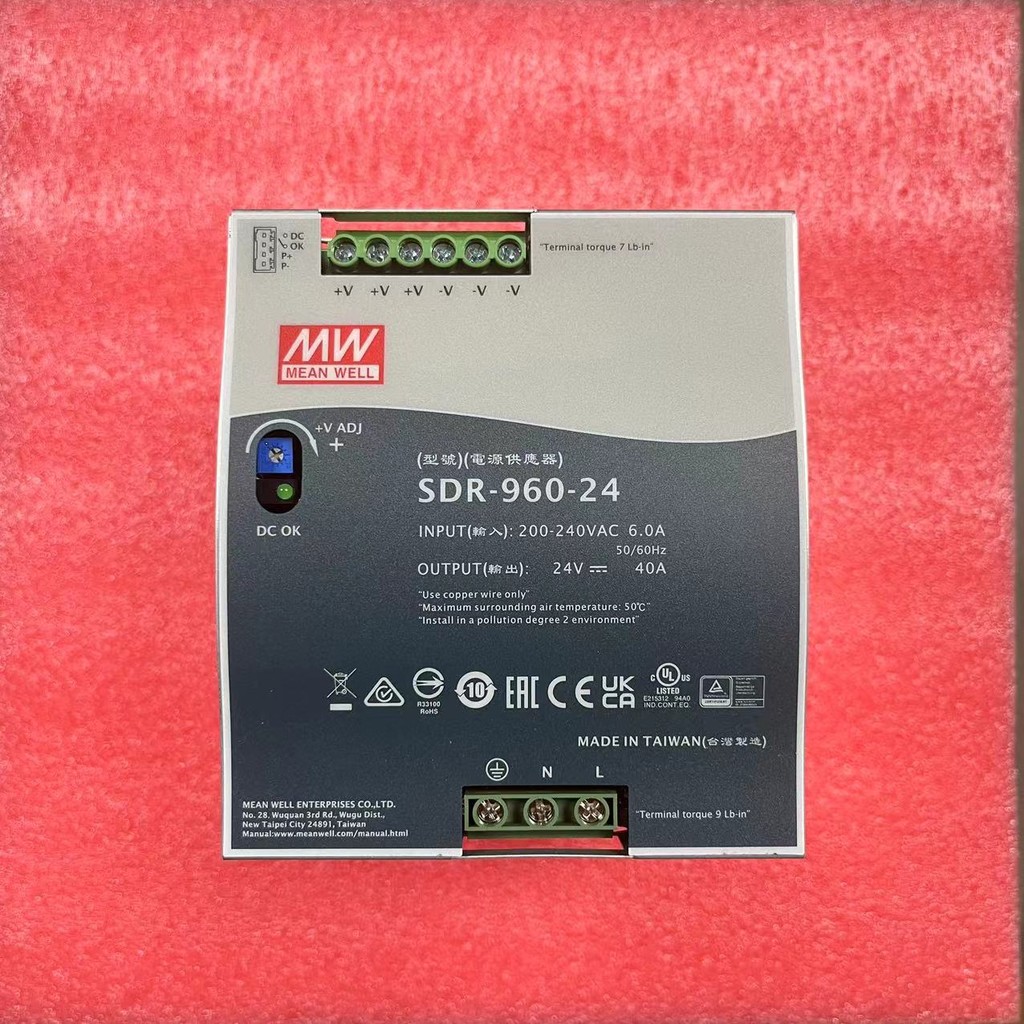 DC
OK
P+
P-
"Terminal torque 7 Lb-in"
+V +V +V -V -V -V
MW
MEAN WELL
+V ADJ
+
DC OK
(型號)(電源供應器)
SDR-960-24
INPUT(輸入): 200-240VAC 6.0A
50/60Hz
OUTPUT(輸出): 24V 40A
"Use copper wire only"
"Maximum surrounding air temperature: 50℃"
"Install in a pollution degree 2 environment"
R33100
RoHS
10
EAC
CE
UK
CA
c UL us
LISTED
E215312 94A0
IND.CONT.EQ.
MADE IN TAIWAN(台灣製造)
N L
MEAN WELL ENTERPRISES CO.,LTD.
No. 28, Wuquan 3rd Rd., Wugu Dist.,
New Taipei City 24891, Taiwan
Manual:www.meanwell.com/manual.html
"Terminal torque 9 Lb-in"